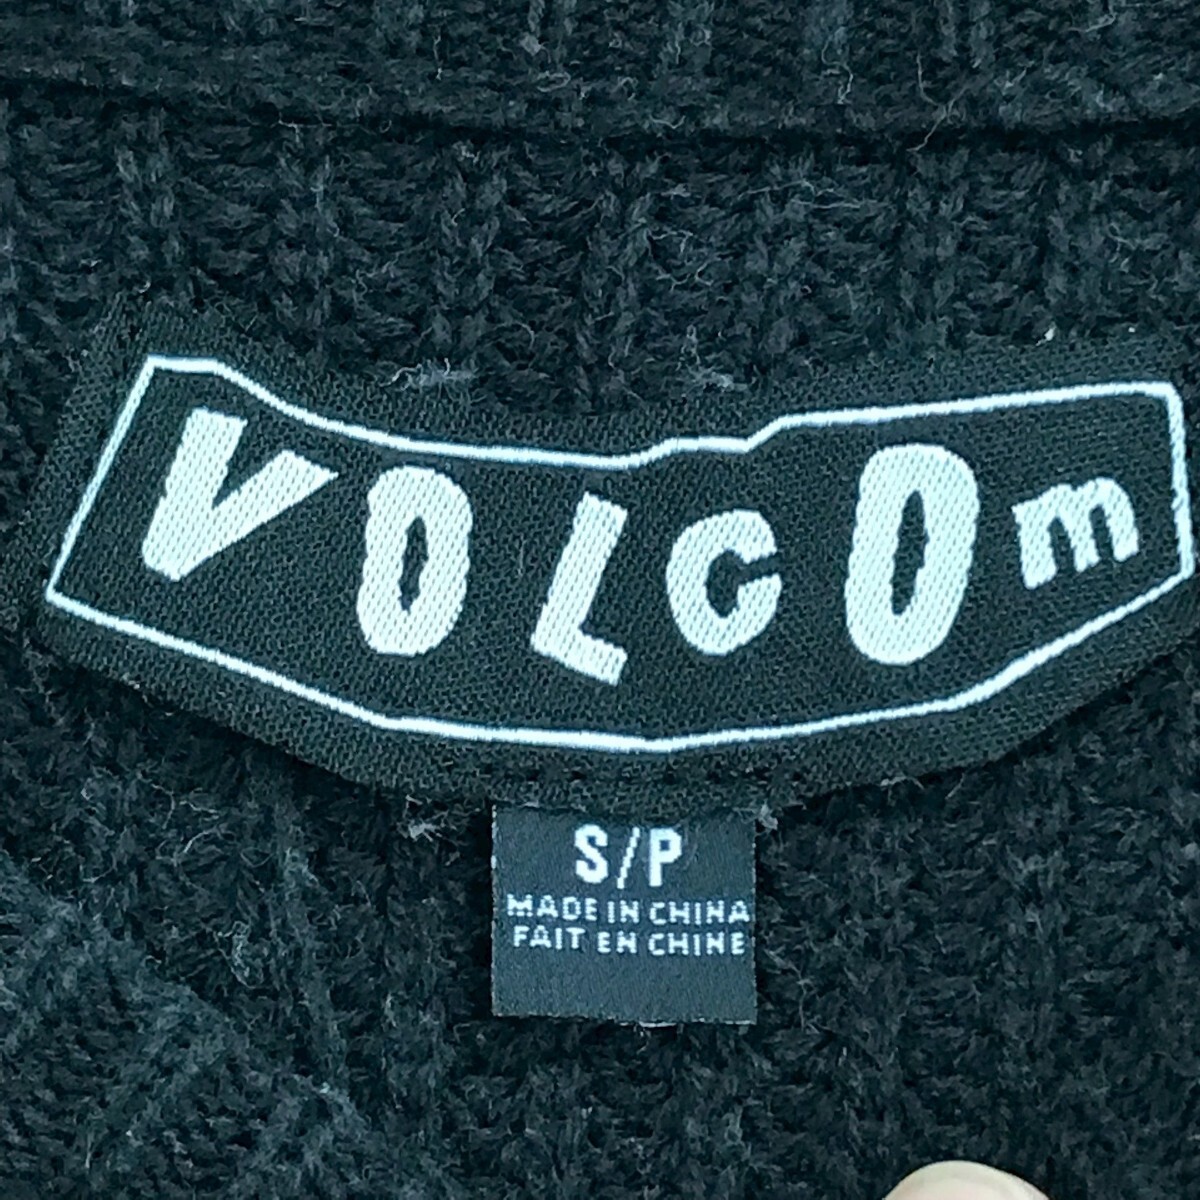 VOLCOm
S/P
MADE IN CHINA
FAIT EN CHINE